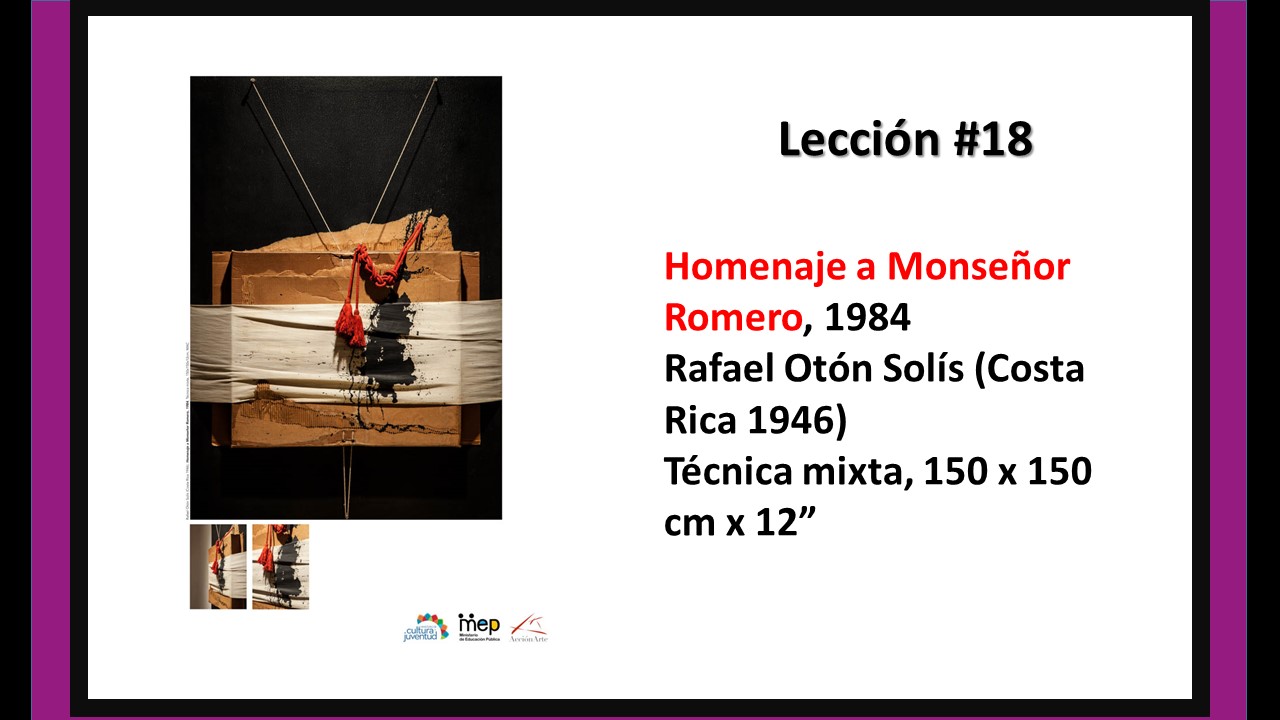 Lección #18
Homenaje a Monseñor
Romero, 1984
Rafael Otón Solís (Costa
Rica 1946)
Técnica mixta, 150 x 150
cm x 12”
cultura
juventud
mep
Ministerio
de Educación Pública
AcciónArte